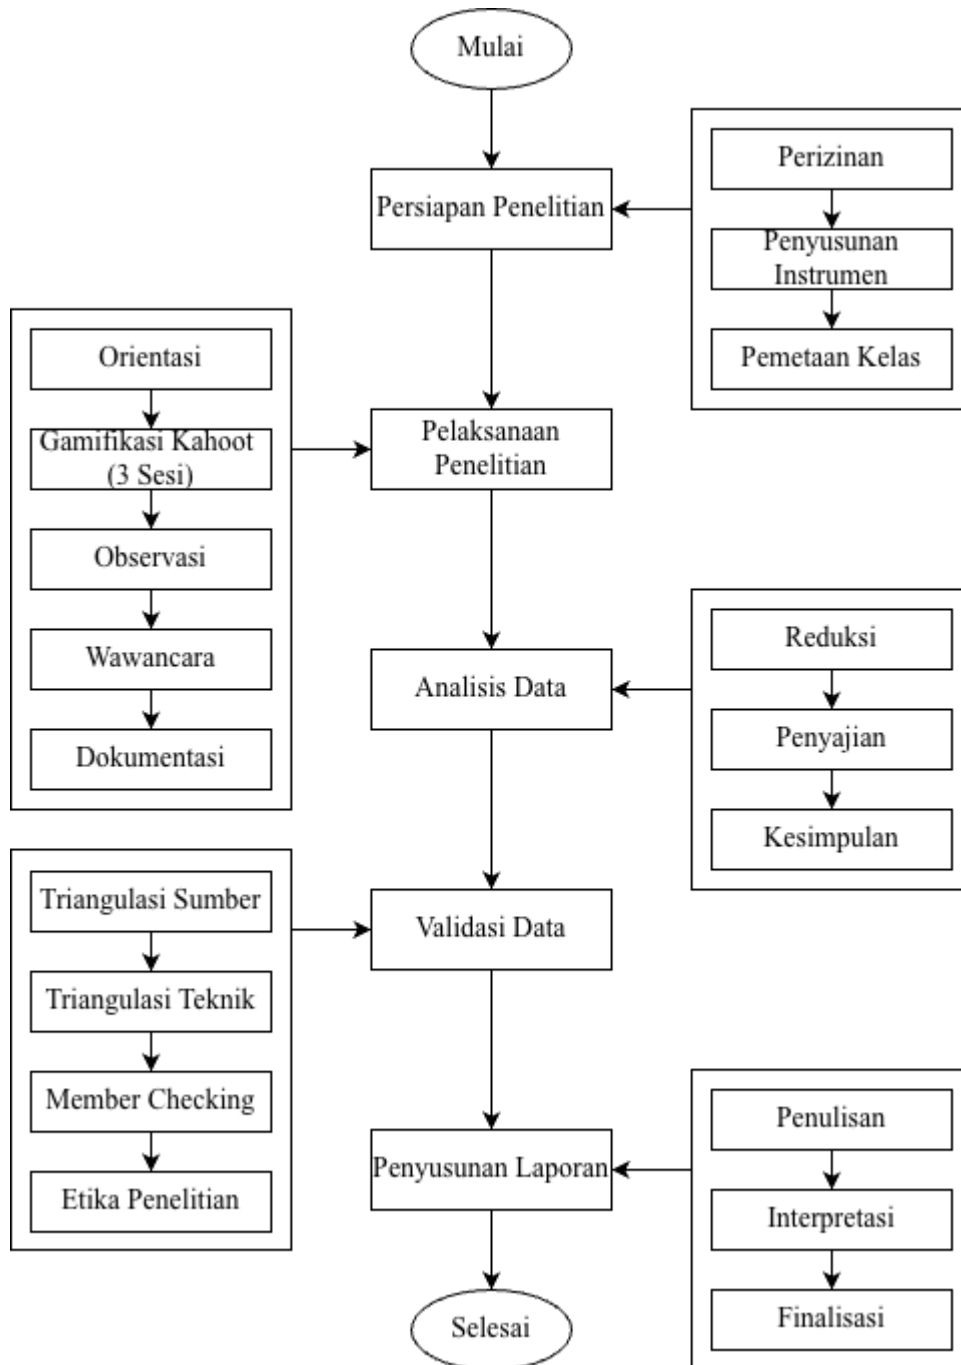 Mulai
Persiapan Penelitian
Perizinan
Penyusunan
Instrumen
Pemetaan Kelas
Orientasi
Gamifikasi Kahoot
(3 Sesi)
Observasi
Wawancara
Dokumentasi
Pelaksanaan
Penelitian
Analisis Data
Reduksi
Penyajian
Kesimpulan
Triangulasi Sumber
Triangulasi Teknik
Member Checking
Etika Penelitian
Validasi Data
Penyusunan Laporan
Penulisan
Interpretasi
Finalisasi
Selesai